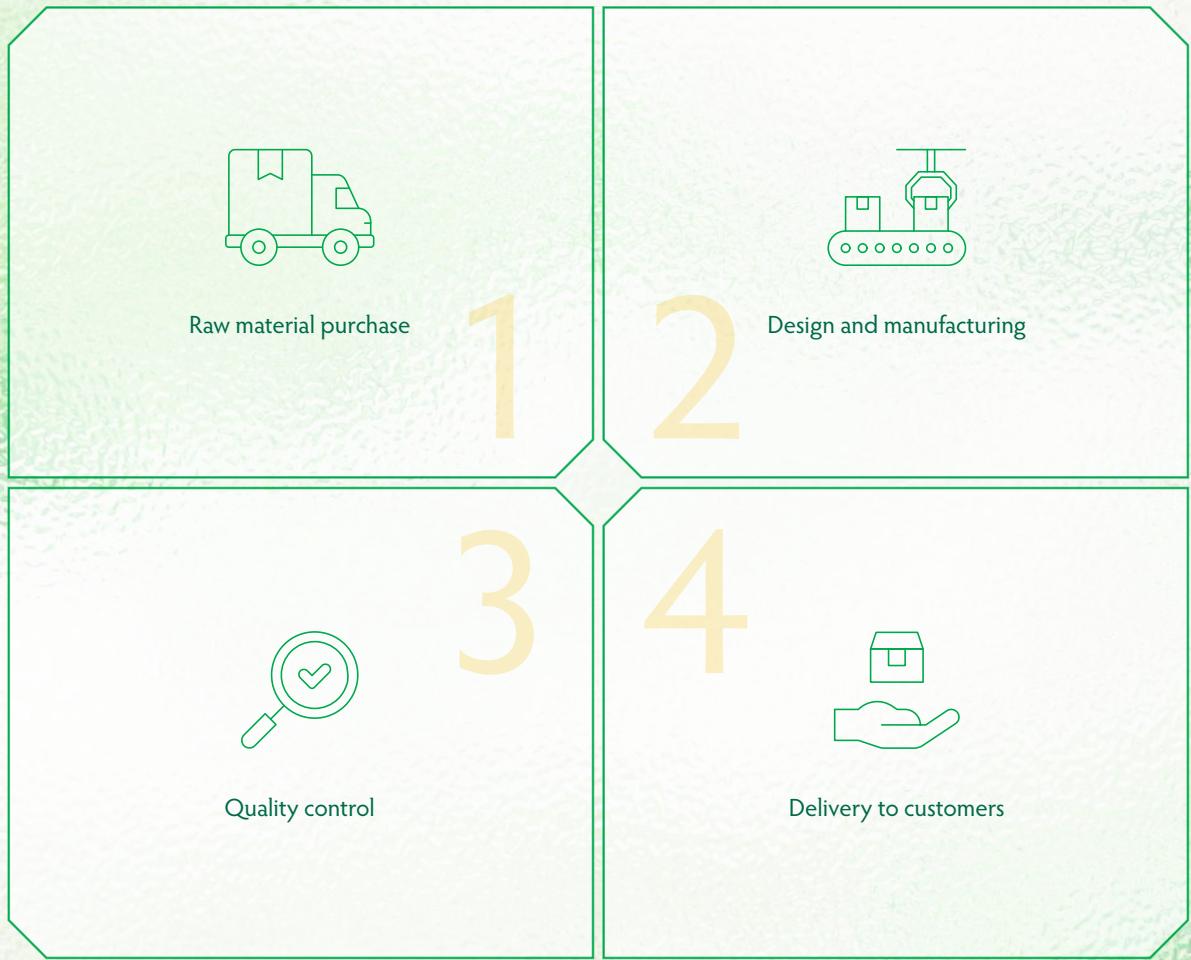 Raw material purchase
1
2
Design and manufacturing
3
Quality control
4
Delivery to customers